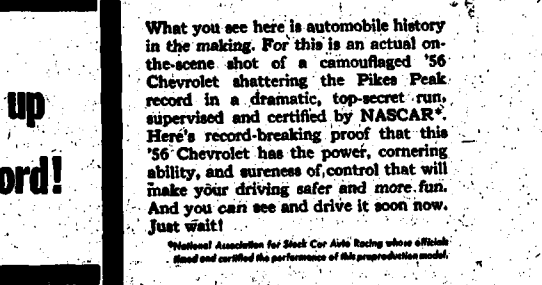 up
ord!
What you see here is automobile history
in the making. For this is an actual on-
the-scene shot of a camouflaged '56
Chevrolet shattering the Pikes Peak
record in a dramatic, top-secret run,
supervised and certified by NASCAR*.
Here's record-breaking proof that this
'56 Chevrolet has the power, cornering
ability, and sureness of control that will
make your driving safer and more fun.
And you can see and drive it soon now.
Just wait!
*National Association for Stock Car Auto Racing whose officials
timed and certified the performance of this preproduction model.